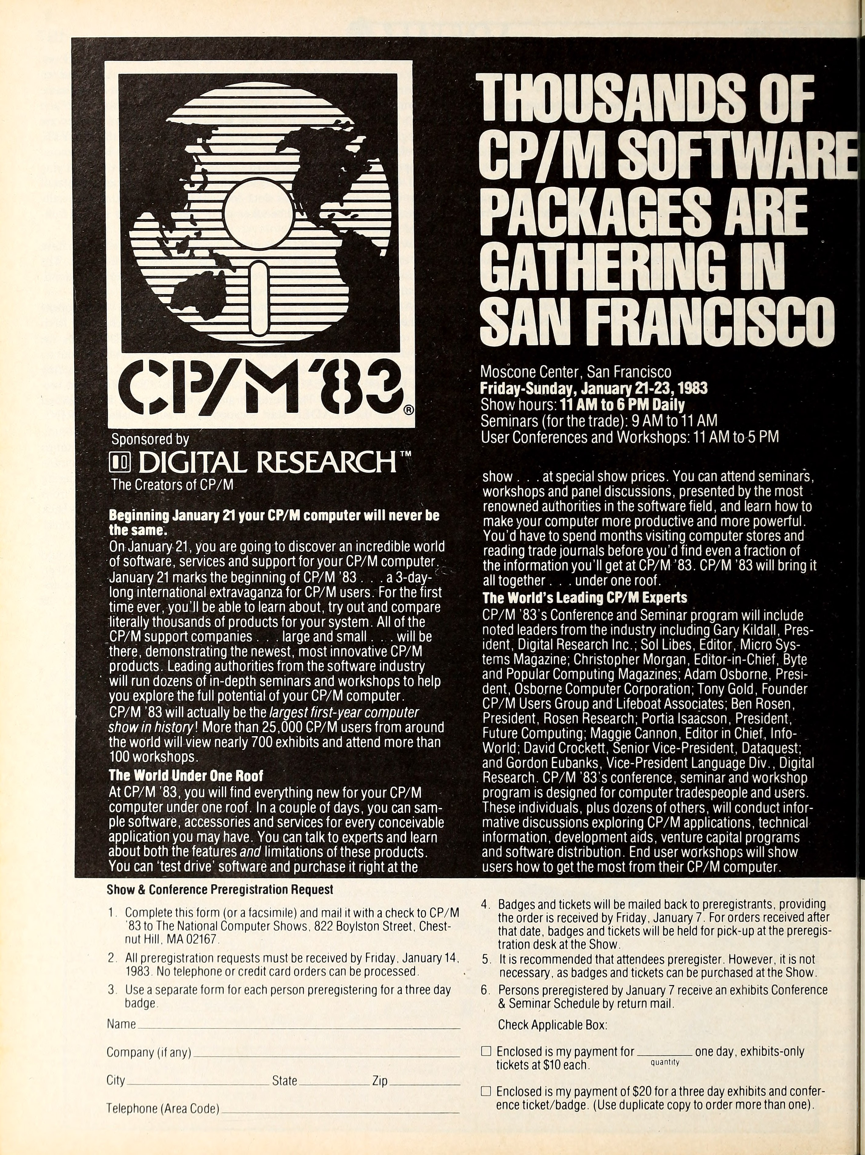 CP/M '83®
Sponsored by
DIGITAL RESEARCH™
The Creators of CP/M
THOUSANDS OF
CP/M SOFTWARE
PACKAGES ARE
GATHERING IN
SAN FRANCISCO
Moscone Center, San Francisco
Friday-Sunday, January 21-23, 1983
Show hours: 11 AM to 6 PM Daily
Seminars (for the trade): 9 AM to 11 AM
User Conferences and Workshops: 11 AM to 5 PM
Beginning January 21 your CP/M computer will never be
the same.
On January 21, you are going to discover an incredible world
of software, services and support for your CP/M computer.
January 21 marks the beginning of CP/M '83 . . . a 3-day-
long international extravaganza for CP/M users. For the first
time ever, you'll be able to learn about, try out and compare
literally thousands of products for your system. All of the
CP/M support companies . . . large and small . . . will be
there, demonstrating the newest, most innovative CP/M
products. Leading authorities from the software industry
will run dozens of in-depth seminars and workshops to help
you explore the full potential of your CP/M computer.
CP/M '83 will actually be the largest first-year computer
show in history! More than 25,000 CP/M users from around
the world will view nearly 700 exhibits and attend more than
100 workshops.
The World Under One Roof
At CP/M '83, you will find everything new for your CP/M
computer under one roof. In a couple of days, you can sam-
ple software, accessories and services for every conceivable
application you may have. You can talk to experts and learn
about both the features and limitations of these products.
You can 'test drive' software and purchase it right at the
show . . . at special show prices. You can attend seminars,
workshops and panel discussions, presented by the most
renowned authorities in the software field, and learn how to
make your computer more productive and more powerful.
You'd have to spend months visiting computer stores and
reading trade journals before you'd find even a fraction of
the information you'll get at CP/M '83. CP/M '83 will bring it
all together . . . under one roof.
The World's Leading CP/M Experts
CP/M '83's Conference and Seminar program will include
noted leaders from the industry including Gary Kildall, Pres-
ident, Digital Research Inc.; Sol Libes, Editor, Micro Sys-
tems Magazine; Christopher Morgan, Editor-in-Chief, Byte
and Popular Computing Magazines; Adam Osborne, Presi-
dent, Osborne Computer Corporation; Tony Gold, Founder
CP/M Users Group and Lifeboat Associates; Ben Rosen,
President, Rosen Research; Portia Isaacson, President,
Future Computing; Maggie Cannon, Editor in Chief, Info-
World; David Crockett, Senior Vice-President, Dataquest;
and Gordon Eubanks, Vice-President Language Div., Digital
Research. CP/M '83's conference, seminar and workshop
program is designed for computer tradespeople and users.
These individuals, plus dozens of others, will conduct infor-
mative discussions exploring CP/M applications, technical
information, development aids, venture capital programs
and software distribution. End user workshops will show
users how to get the most from their CP/M computer.
Show & Conference Preregistration Request
1. Complete this form (or a facsimile) and mail it with a check to CP/M
'83 to The National Computer Shows, 822 Boylston Street, Chest-
nut Hill, MA 02167.
2. All preregistration requests must be received by Friday, January 14,
1983. No telephone or credit card orders can be processed.
3. Use a separate form for each person preregistering for a three day
badge.
Name
Company (if any)
City State Zip
Telephone (Area Code)
4. Badges and tickets will be mailed back to preregistrants, providing
the order is received by Friday, January 7. For orders received after
that date, badges and tickets will be held for pick-up at the preregis-
tration desk at the Show.
5. It is recommended that attendees preregister. However, it is not
necessary, as badges and tickets can be purchased at the Show.
6. Persons preregistered by January 7 receive an exhibits Conference
& Seminar Schedule by return mail.
Check Applicable Box:
☐ Enclosed is my payment for ________ one day, exhibits-only
quantity
tickets at $10 each.
☐ Enclosed is my payment of $20 for a three day exhibits and confer-
ence ticket/badge. (Use duplicate copy to order more than one).